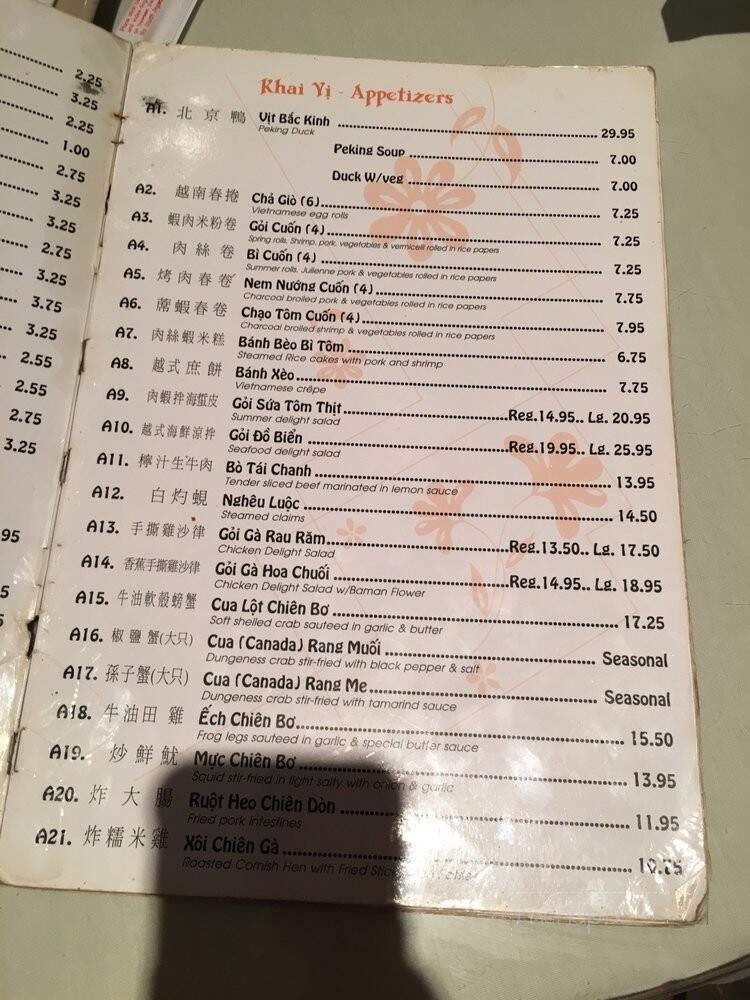 2.25
3.25
2.25
1.00
2.75
3.25
3.25
2.75
3.25
3.75
3.25
2.55
2.55
2.75
3.25
Khai Vị - Appetizers
A1. 北京鴨 Vịt Bắc Kinh 29.95
Peking Duck
Peking Soup 7.00
Duck W/veg 7.00
A2. 越南春捲 Chả Giò (6) 7.25
Vietnamese egg rolls
A3. 蝦肉米粉卷 Gỏi Cuốn (4) 7.25
Spring rolls. Shrimp, pork, vegetables & vermicell rolled in rice papers
A4. 肉絲卷 Bì Cuốn (4) 7.25
Summer rolls. Julienne pork & vegetables rolled in rice papers
A5. 烤肉春卷 Nem Nướng Cuốn (4) 7.75
Charcoal broiled pork & vegetables rolled in rice papers
A6. 蔗蝦春卷 Chạo Tôm Cuốn (4) 7.95
Charcoal broiled shrimp & vegetables rolled in rice papers
A7. 肉絲蝦米糕 Bánh Bèo Bì Tôm 6.75
Steamed Rice cakes with pork and shrimp
A8. 越式庶餅 Bánh Xèo 7.75
Vietnamese crêpe
A9. 肉蝦拌海蜇皮 Gỏi Sứa Tôm Thịt Reg.14.95.. Lg. 20.95
Summer delight salad
A10. 越式海鮮涼拌 Gỏi Đồ Biển Reg.19.95.. Lg. 25.95
Seafood delight salad
A11. 檸汁生牛肉 Bò Tái Chanh 13.95
Tender sliced beef marinated in lemon sauce
A12. 白灼蜆 Nghêu Luộc 14.50
Steamed claims
A13. 手撕雞沙律 Gỏi Gà Rau Răm Reg.13.50.. Lg. 17.50
Chicken Delight Salad
A14. 香蕉手撕雞沙律 Gỏi Gà Hoa Chuối Reg.14.95.. Lg. 18.95
Chicken Delight Salad w/Baman Flower
A15. 牛油軟殼螃蟹 Cua Lột Chiên Bơ 17.25
Soft shelled crab sauteed in garlic & butter
A16. 椒鹽蟹(大只) Cua (Canada) Rang Muối Seasonal
Dungeness crab stir-fried with black pepper & salt
A17. 孫子蟹(大只) Cua (Canada) Rang Me Seasonal
Dungeness crab stir-fried with tamarind sauce
A18. 牛油田雞 Ếch Chiên Bơ 15.50
Frog legs sauteed in garlic & special butter sauce
A19. 炒鮮魷 Mực Chiên Bơ 13.95
Squid stir-fried in light salty with onion & garlic
A20. 炸大腸 Ruột Heo Chiên Dòn 11.95
Fried pork intestines
A21. 炸糯米雞 Xôi Chiên Gà 10.75
Roasted Cornish Hen with Fried